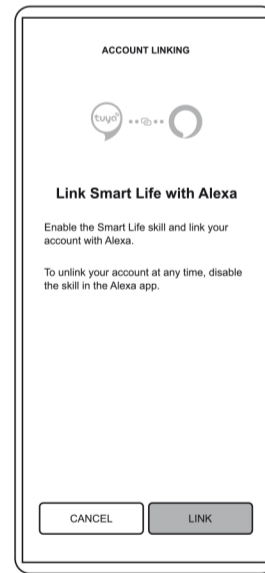 ACCOUNT LINKING
tuya
Link Smart Life with Alexa
Enable the Smart Life skill and link your
account with Alexa.
To unlink your account at any time, disable
the skill in the Alexa app.
CANCEL
LINK